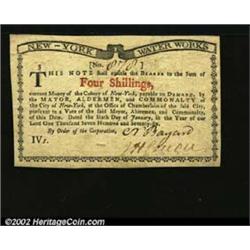 NEW-YORK WATER WORKS
[No. ]
THIS NOTE shall entitle the BEARER to the Sum of
Four Shillings,
current Money of the Colony of New-York, payable on DEMAND, by
the MAYOR, ALDERMEN, and COMMONALTY of
the City of New-York, at the Office of Chamberlain of the said City,
pursuant to a Vote of the said Mayor, Aldermen, and Commonalty,
of this Date. Dated the Sixth Day of January, in the Year of our
Lord One Thousand Seven Hundred and Seventy-six.
By Order of the Corporation,
IVs.
©2002 Heritage-Chamberlain Currency Auctions